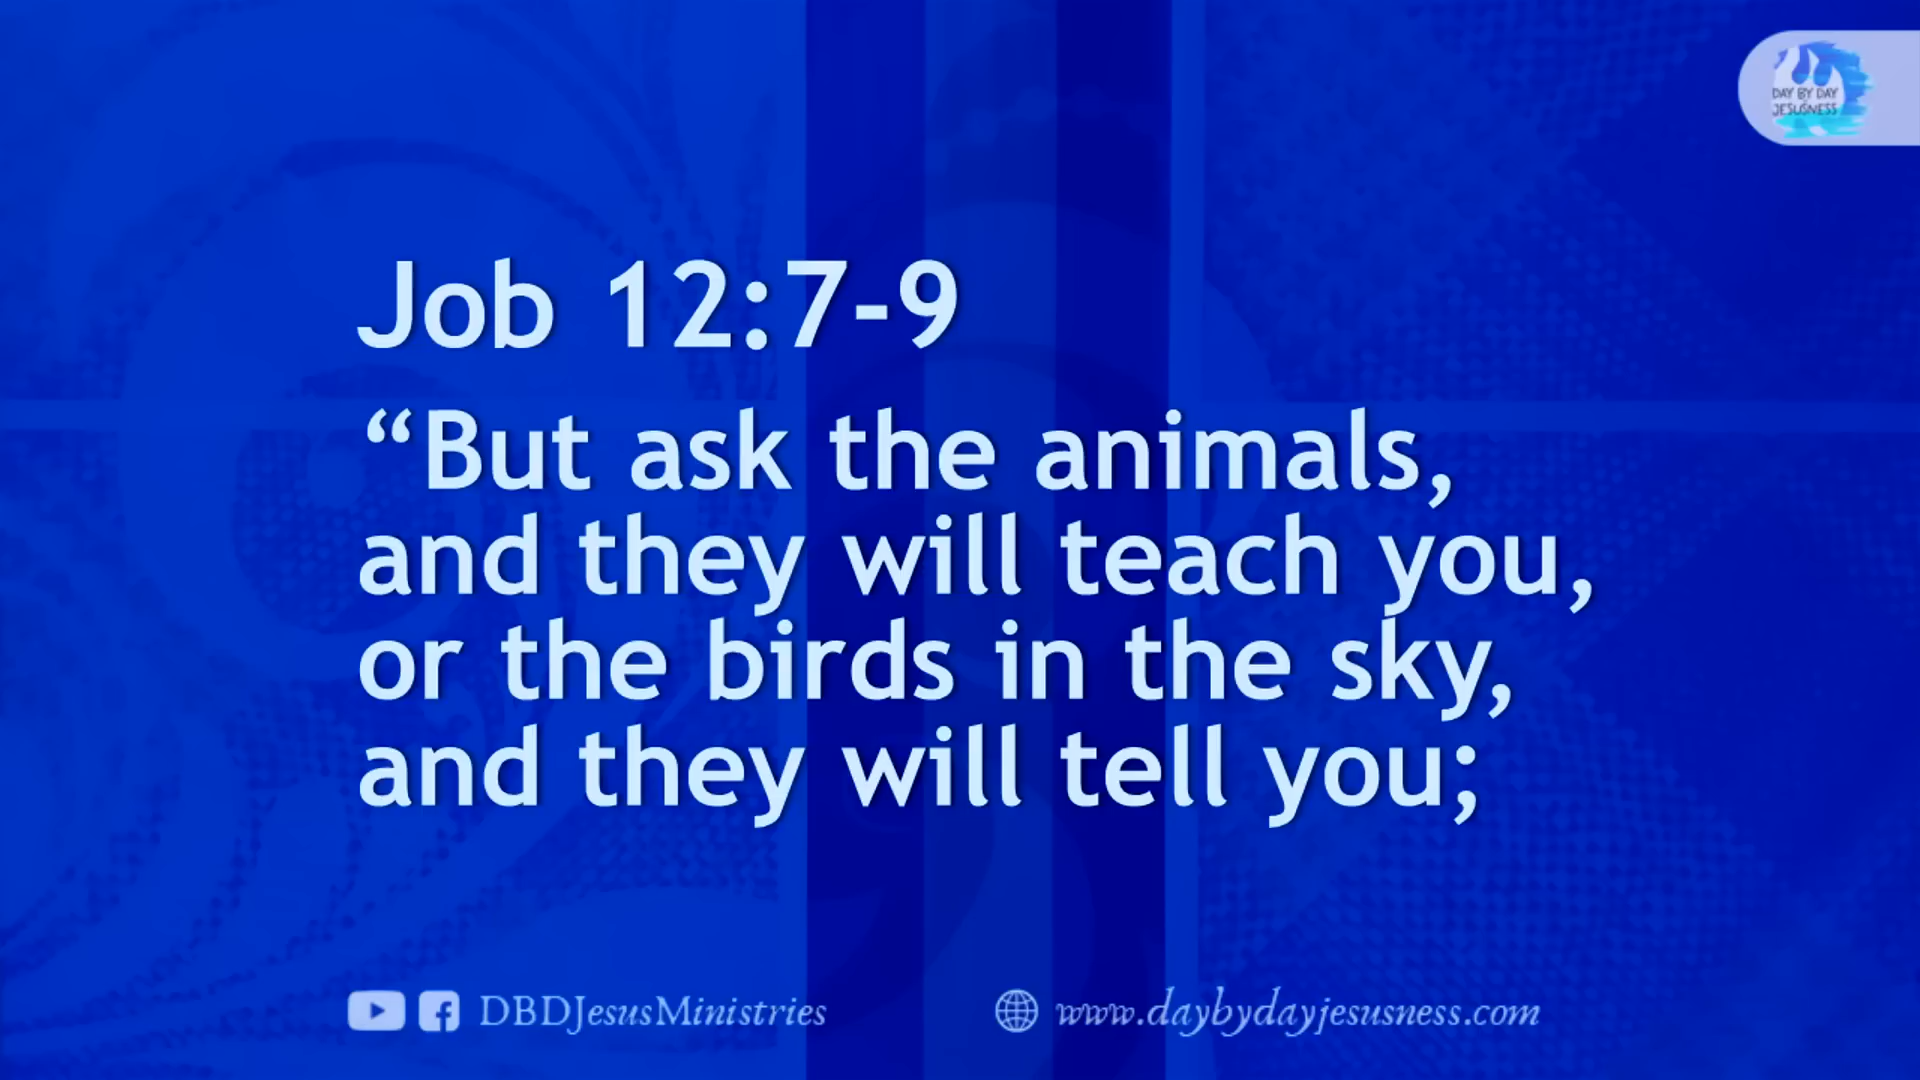 DAY BY DAY
JESUSNESS
Job 12:7-9
“But ask the animals,
and they will teach you,
or the birds in the sky,
and they will tell you;
DBDJesusMinistries
www.daybydayjesusness.com